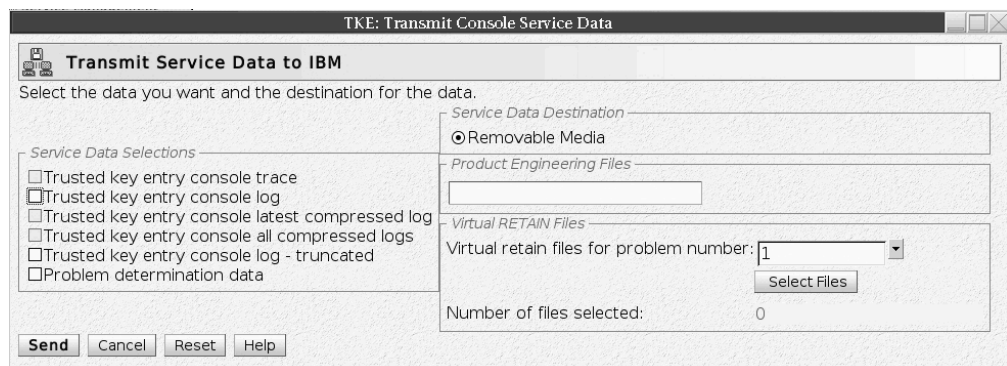 TKE: Transmit Console Service Data
Transmit Service Data to IBM
Select the data you want and the destination for the data.
Service Data Selections
Trusted key entry console trace
Trusted key entry console log
Trusted key entry console latest compressed log
Trusted key entry console all compressed logs
Trusted key entry console log - truncated
Problem determination data
Service Data Destination
Removable Media
Product Engineering Files
Virtual RETAIN Files
Virtual retain files for problem number: 1
Select Files
Number of files selected: 0
Send Cancel Reset Help